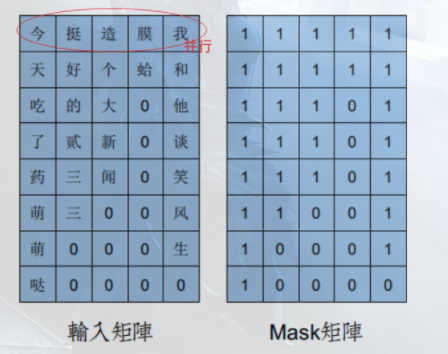 今 挺 造 膜 我 1 1 1 1 1
并行
天 好 个 蛤 和 1 1 1 1 1
吃 的 大 0 他 1 1 1 0 1
了 贰 新 0 谈 1 1 1 0 1
药 三 闻 0 笑 1 1 1 0 1
萌 三 0 0 风 1 1 0 0 1
萌 0 0 0 生 1 0 0 0 1
哒 0 0 0 0 1 0 0 0 0
輸入矩陣 Mask矩陣